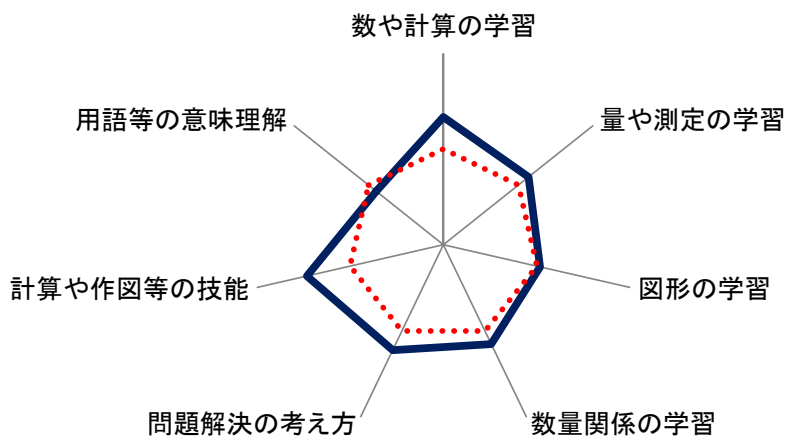 数や計算の学習
用語等の意味理解
量や測定の学習
計算や作図等の技能
図形の学習
問題解決の考え方
数量関係の学習